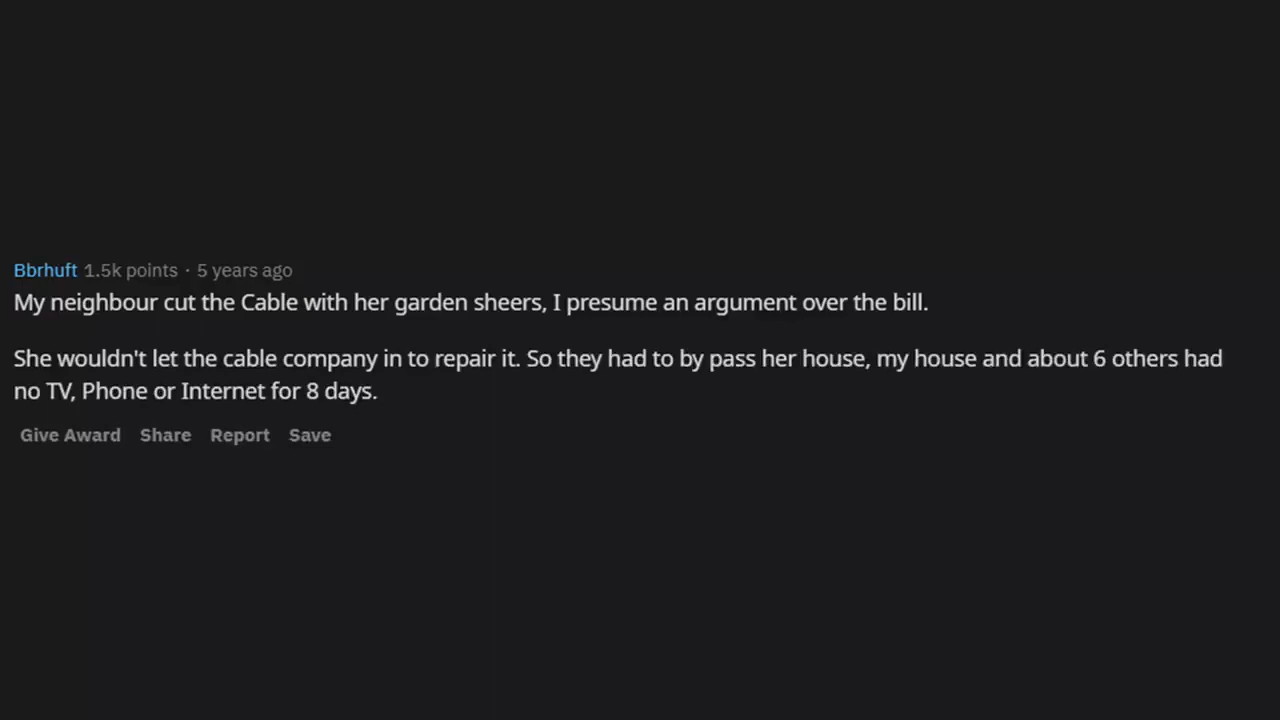 Bbrhuft 1.5k points · 5 years ago
My neighbour cut the Cable with her garden sheers, I presume an argument over the bill.
She wouldn't let the cable company in to repair it. So they had to by pass her house, my house and about 6 others had
no TV, Phone or Internet for 8 days.
Give Award Share Report Save